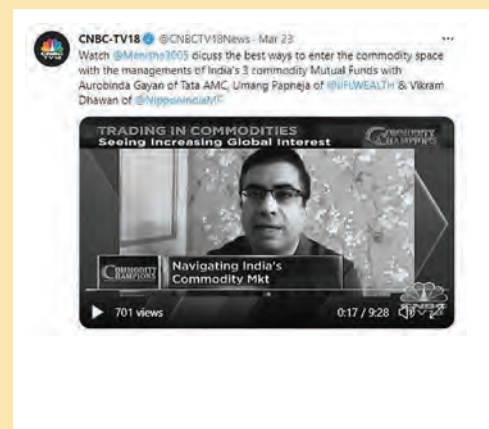 CNBC-TV18 @CNBCTV18News · Mar 23
Watch @Manisha3005 dicuss the best ways to enter the commodity space
with the managements of India's 3 commodity Mutual Funds with
Aurobinda Gayan of Tata AMC, Umang Papneja of @IIFLWEALTH & Vikram
Dhawan of @NipponIndiaMF
TRADING IN COMMODITIES
Seeing Increasing Global Interest
COMMODITY
CHAMPIONS
COMMODITY
CHAMPIONS
Navigating India's
Commodity Mkt
701 views
0:17 / 9:28